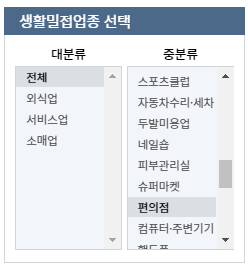 생활밀접업종 선택
대분류
중분류
전체
외식업
서비스업
소매업
스포츠클럽
자동차수리·세차
두발미용업
네일숍
피부관리실
슈퍼마켓
편의점
컴퓨터·주변기기
핸드폰